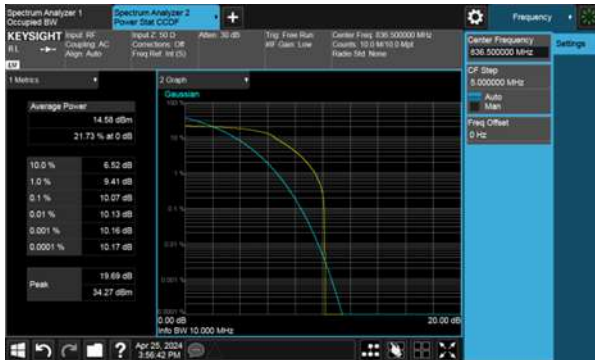 Spectrum Analyzer 1
Occupied BW
Spectrum Analyzer 2
Power Stat CCDF
Frequency
KEYSIGHT
RL
Input: RF
Coupling: AC
Align: Auto
Input Z: 50 Ω
Corrections: Off
Freq Ref: Int (S)
Atten: 30 dB
Trig: Free Run
#IF Gain: Low
Center Freq: 836.500000 MHz
Counts: 10.0 M/10.0 Mpt
Radio Std: None
LW
Center Frequency
836.500000 MHz
Settings
CF Step
5.000000 MHz
Auto
Man
Freq Offset
0 Hz
1 Metrics
Average Power
14.58 dBm
21.73 % at 0 dB
10.0 % 6.52 dB
1.0 % 9.41 dB
0.1 % 10.07 dB
0.01 % 10.13 dB
0.001 % 10.16 dB
0.0001 % 10.17 dB
Peak
19.69 dB
34.27 dBm
2 Graph
Gaussian
100 %
10 %
1 %
0.1 %
0.01 %
0.001 %
0.0001 %
0.00 dB
20.00 dB
Info BW 10.000 MHz
?
Apr 25, 2024
3:56:42 PM